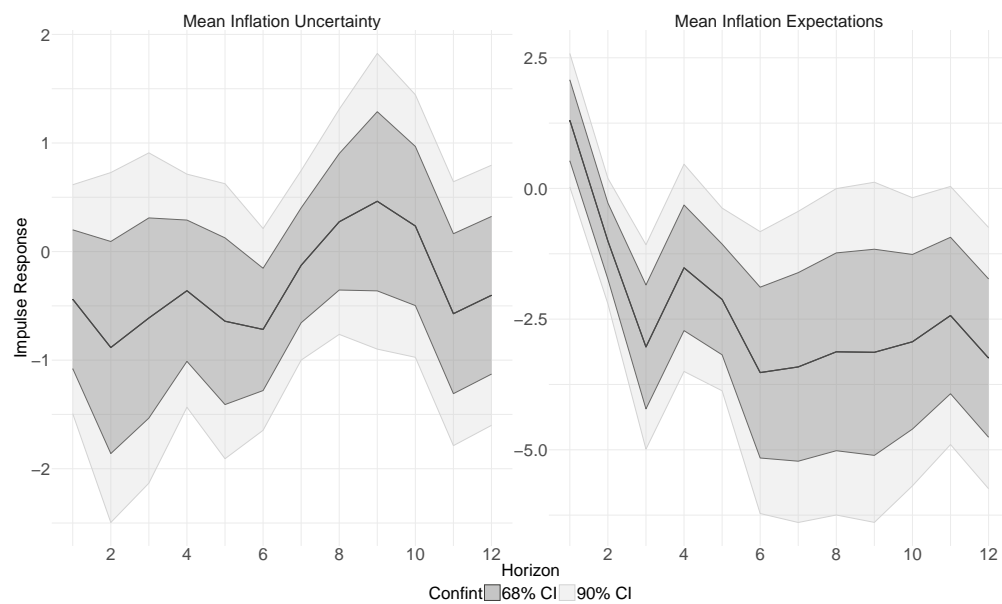 Mean Inflation Uncertainty
Mean Inflation Expectations
Impulse Response
2
1
0
−1
−2
2.5
0.0
−2.5
−5.0
2 4 6 8 10 12
2 4 6 8 10 12
Horizon
Confint 68% CI 90% CI